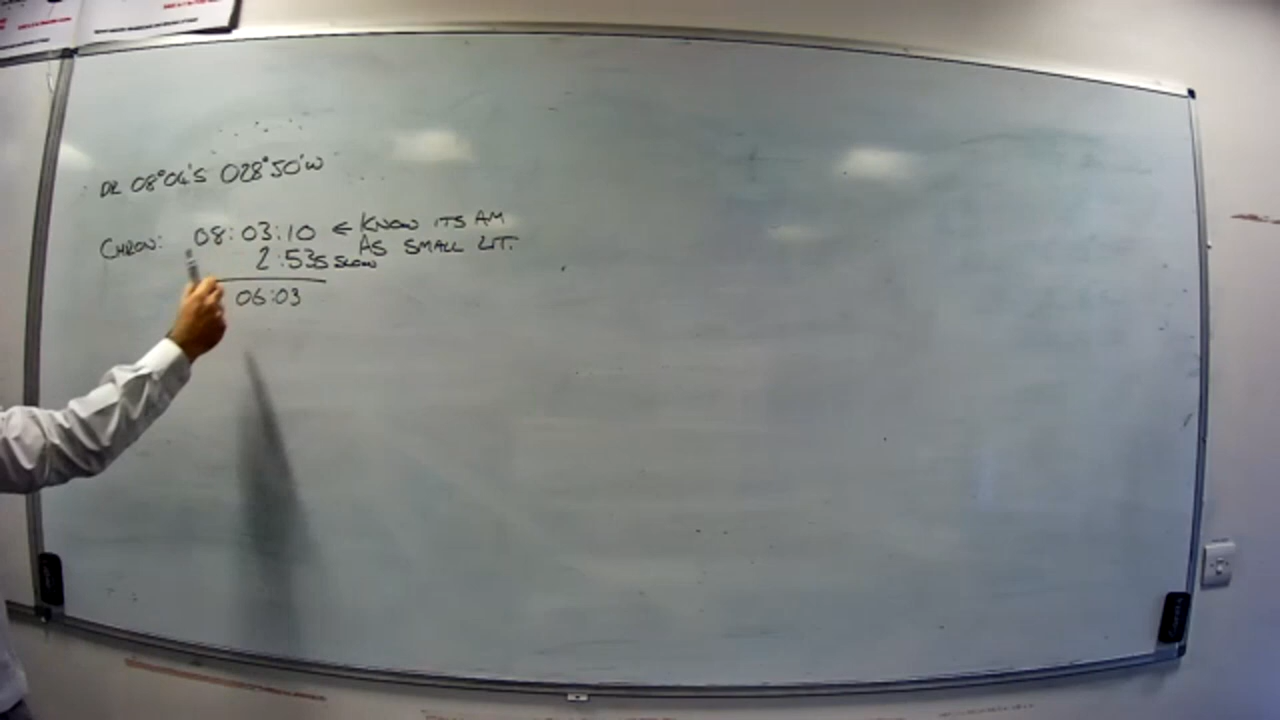 DR 08°04'S 028°50'W
CHRON: 08:03:10 ← KNOW ITS AM
AS SMALL LIT.
2:53s SLOW
06:03